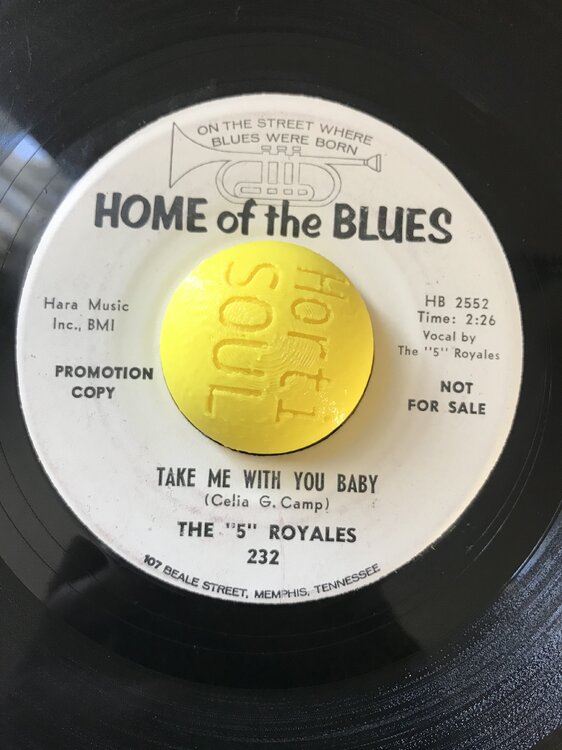 ON THE STREET WHERE
BLUES WERE BORN
HOME of the BLUES
Hara Music
Inc., BMI
PROMOTION
COPY
Horti
SOUL
HB 2552
Time: 2:26
Vocal by
The "5" Royales
NOT
FOR SALE
TAKE ME WITH YOU BABY
(Celia G. Camp)
THE "5" ROYALES
232
107 BEALE STREET, MEMPHIS, TENNESSEE